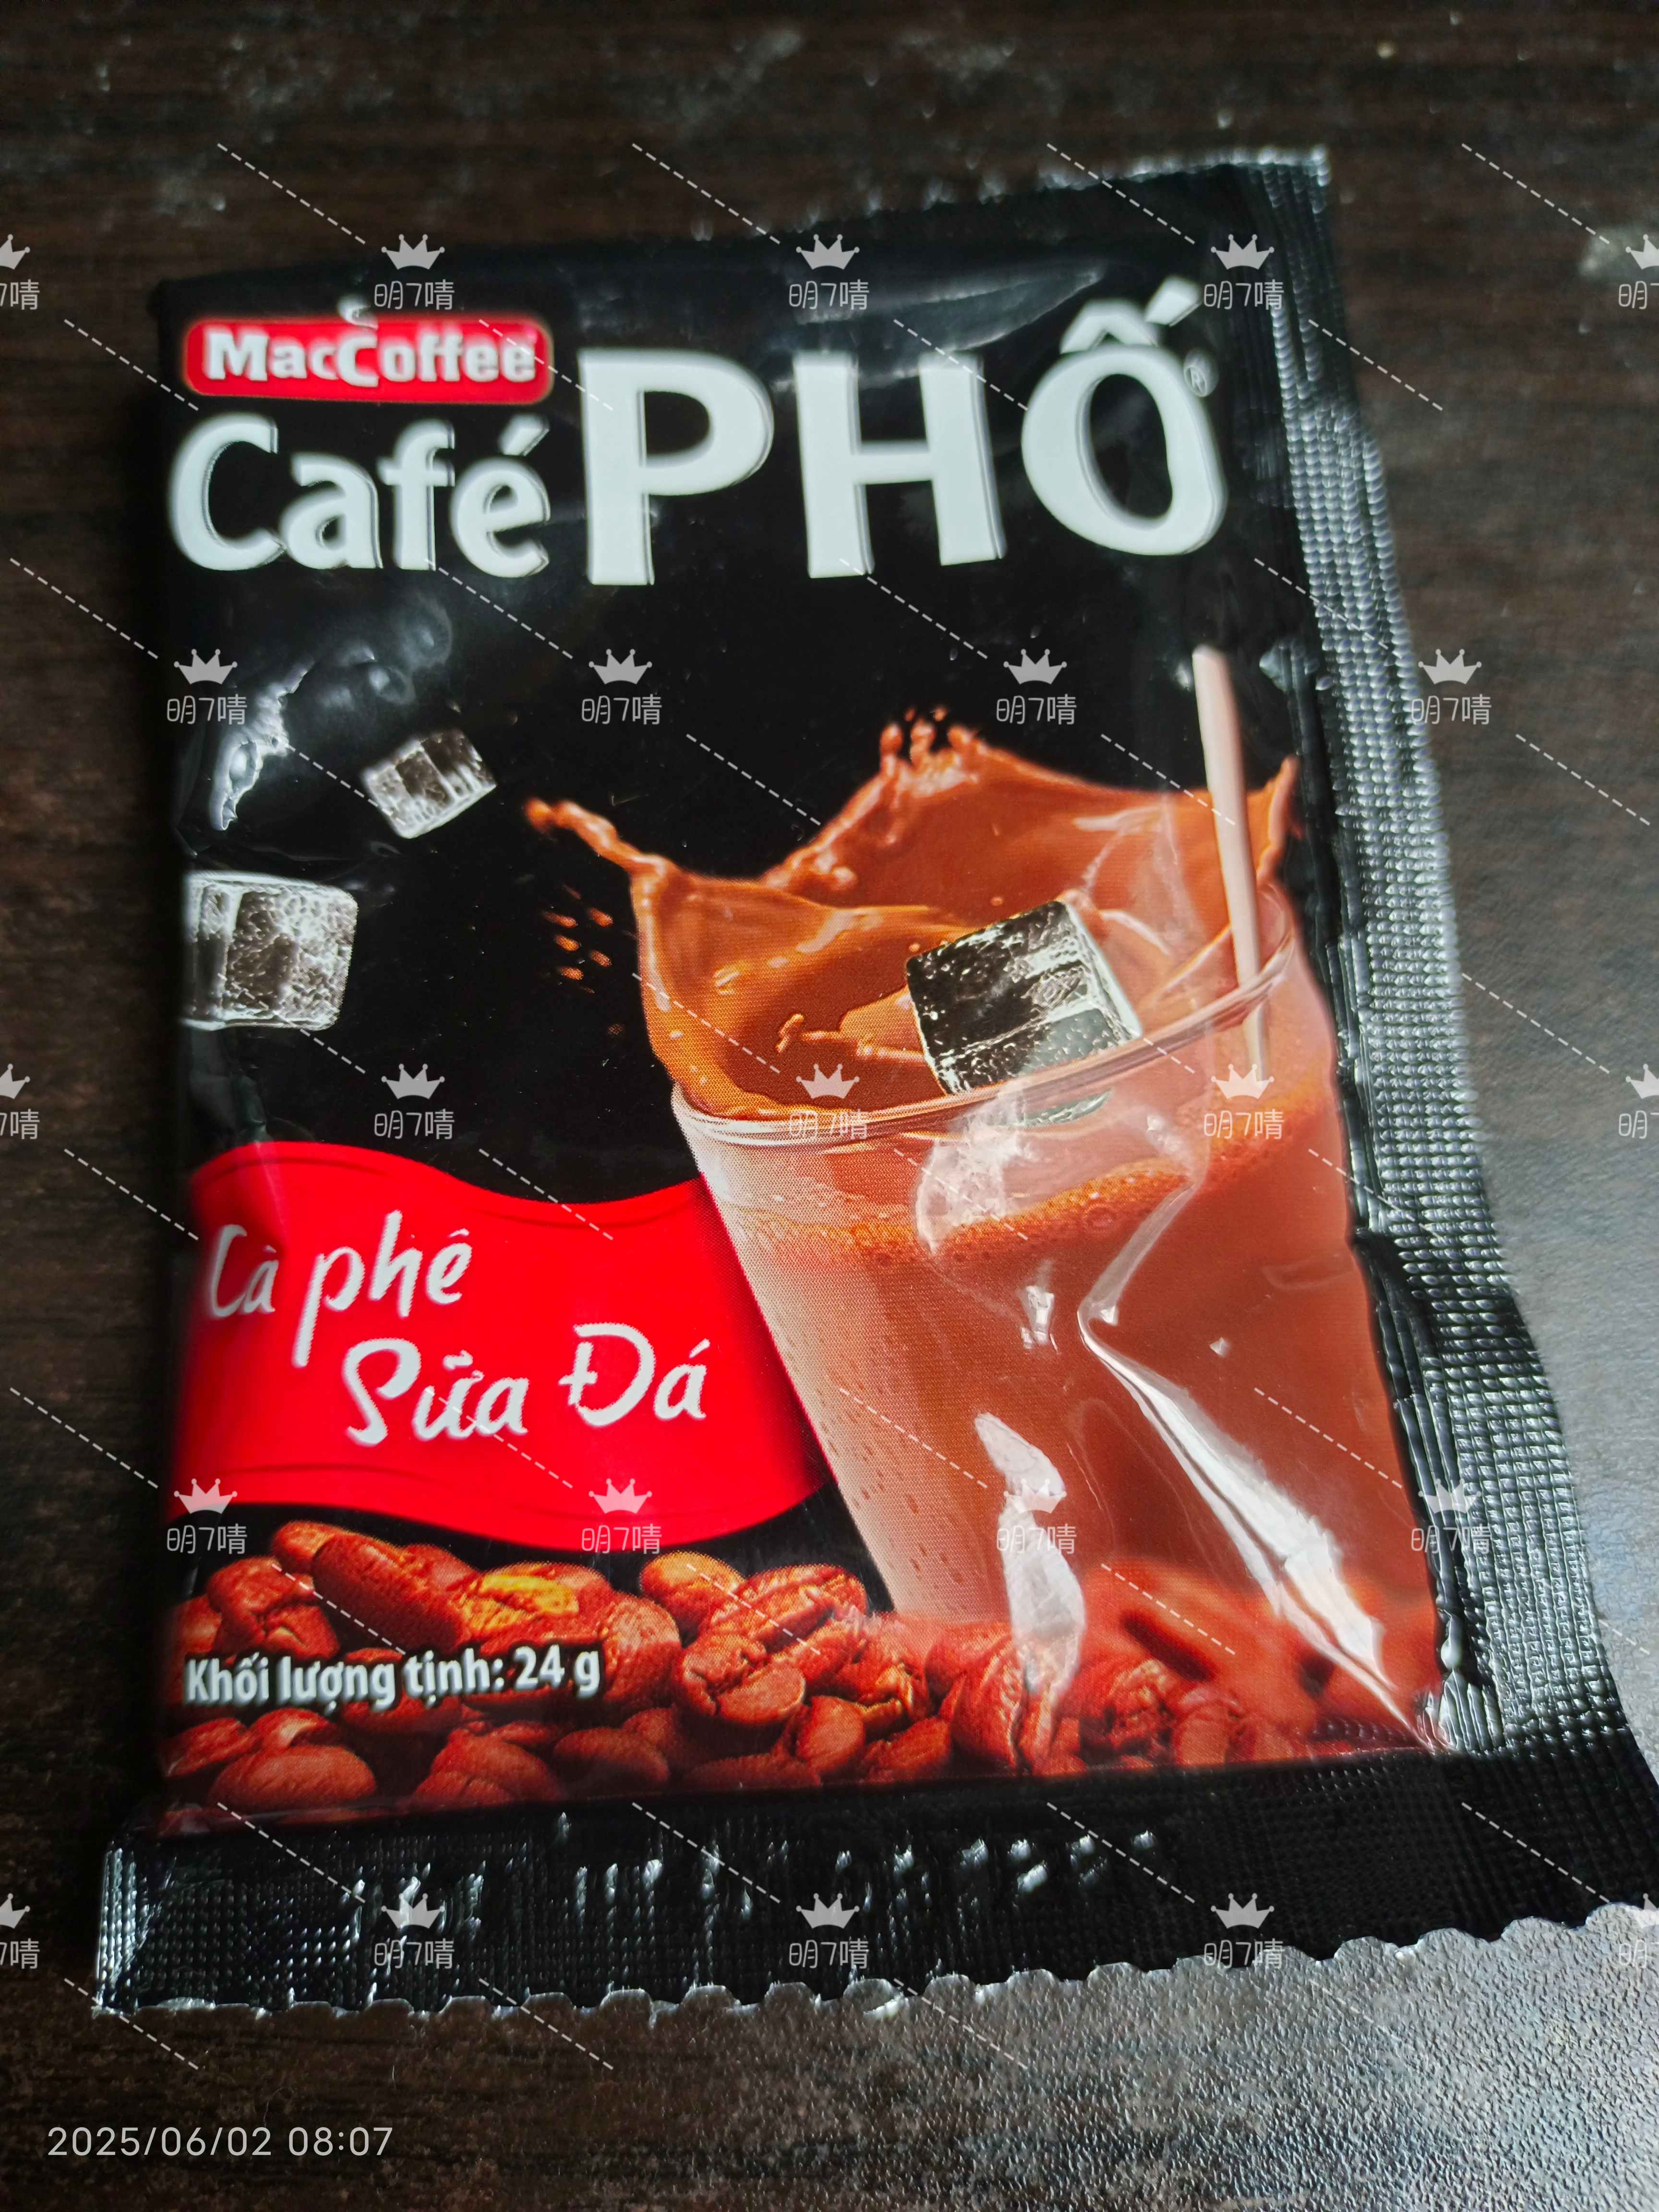 MacCoffee
Café PHỐ®
Cà phê
Sữa Đá
Khối lượng tịnh: 24 g
明7晴
2025/06/02 08:07